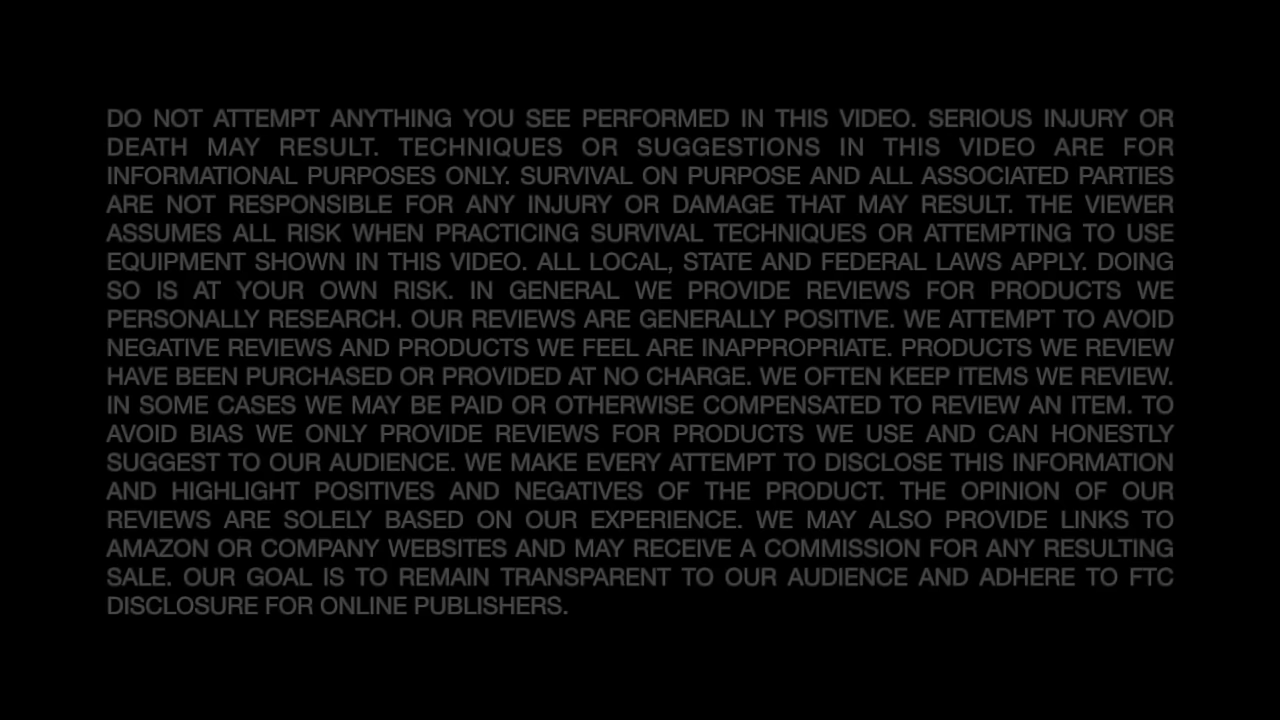 DO NOT ATTEMPT ANYTHING YOU SEE PERFORMED IN THIS VIDEO. SERIOUS INJURY OR
DEATH MAY RESULT. TECHNIQUES OR SUGGESTIONS IN THIS VIDEO ARE FOR
INFORMATIONAL PURPOSES ONLY. SURVIVAL ON PURPOSE AND ALL ASSOCIATED PARTIES
ARE NOT RESPONSIBLE FOR ANY INJURY OR DAMAGE THAT MAY RESULT. THE VIEWER
ASSUMES ALL RISK WHEN PRACTICING SURVIVAL TECHNIQUES OR ATTEMPTING TO USE
EQUIPMENT SHOWN IN THIS VIDEO. ALL LOCAL, STATE AND FEDERAL LAWS APPLY. DOING
SO IS AT YOUR OWN RISK. IN GENERAL WE PROVIDE REVIEWS FOR PRODUCTS WE
PERSONALLY RESEARCH. OUR REVIEWS ARE GENERALLY POSITIVE. WE ATTEMPT TO AVOID
NEGATIVE REVIEWS AND PRODUCTS WE FEEL ARE INAPPROPRIATE. PRODUCTS WE REVIEW
HAVE BEEN PURCHASED OR PROVIDED AT NO CHARGE. WE OFTEN KEEP ITEMS WE REVIEW.
IN SOME CASES WE MAY BE PAID OR OTHERWISE COMPENSATED TO REVIEW AN ITEM. TO
AVOID BIAS WE ONLY PROVIDE REVIEWS FOR PRODUCTS WE USE AND CAN HONESTLY
SUGGEST TO OUR AUDIENCE. WE MAKE EVERY ATTEMPT TO DISCLOSE THIS INFORMATION
AND HIGHLIGHT POSITIVES AND NEGATIVES OF THE PRODUCT. THE OPINION OF OUR
REVIEWS ARE SOLELY BASED ON OUR EXPERIENCE. WE MAY ALSO PROVIDE LINKS TO
AMAZON OR COMPANY WEBSITES AND MAY RECEIVE A COMMISSION FOR ANY RESULTING
SALE. OUR GOAL IS TO REMAIN TRANSPARENT TO OUR AUDIENCE AND ADHERE TO FTC
DISCLOSURE FOR ONLINE PUBLISHERS.